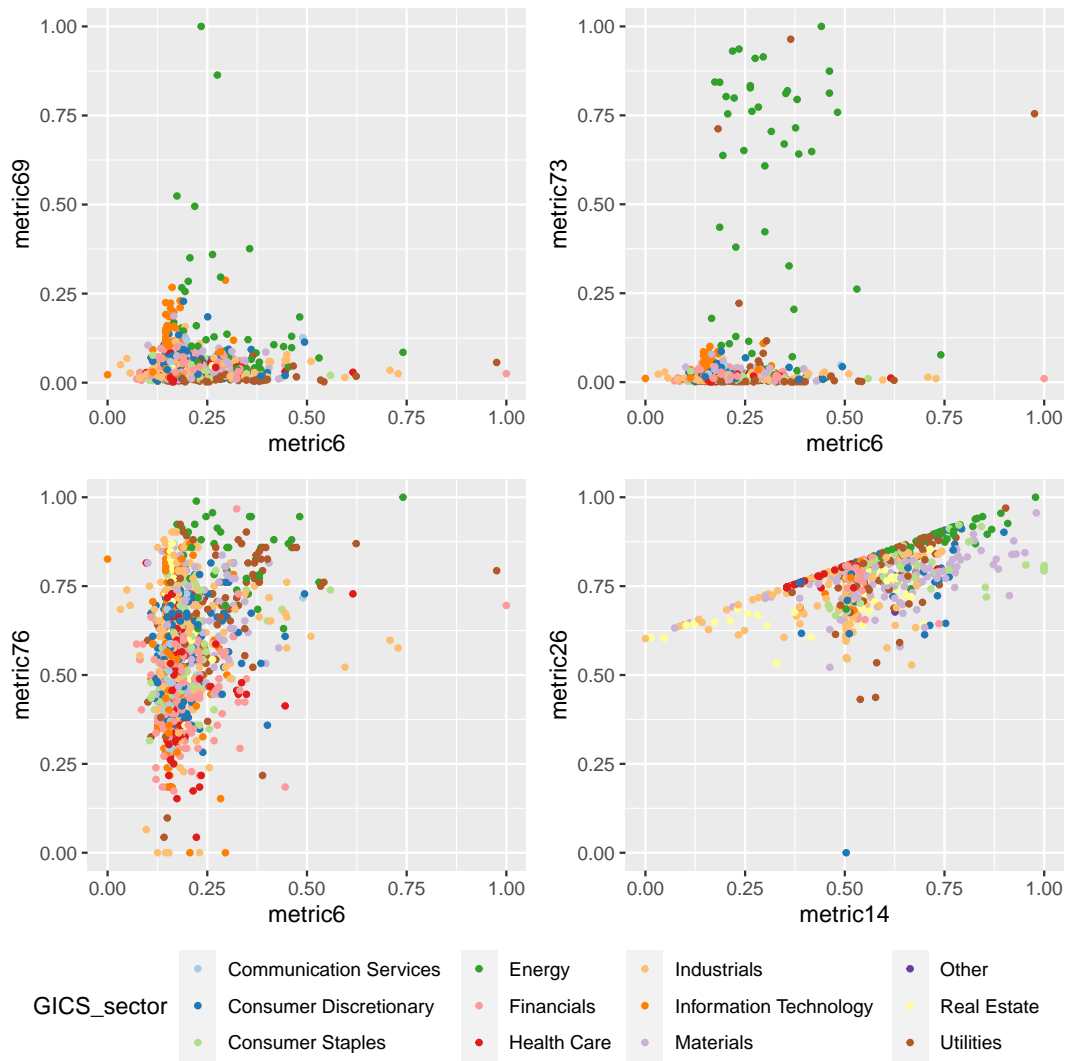 1.00
0.75
0.50
0.25
0.00
metric69
0.00 0.25 0.50 0.75 1.00
metric6
1.00
0.75
0.50
0.25
0.00
metric73
0.00 0.25 0.50 0.75 1.00
metric6
1.00
0.75
0.50
0.25
0.00
metric76
0.00 0.25 0.50 0.75 1.00
metric6
1.00
0.75
0.50
0.25
0.00
metric26
0.00 0.25 0.50 0.75 1.00
metric14
GICS_sector
Communication Services
Consumer Discretionary
Consumer Staples
Energy
Financials
Health Care
Industrials
Information Technology
Materials
Other
Real Estate
Utilities